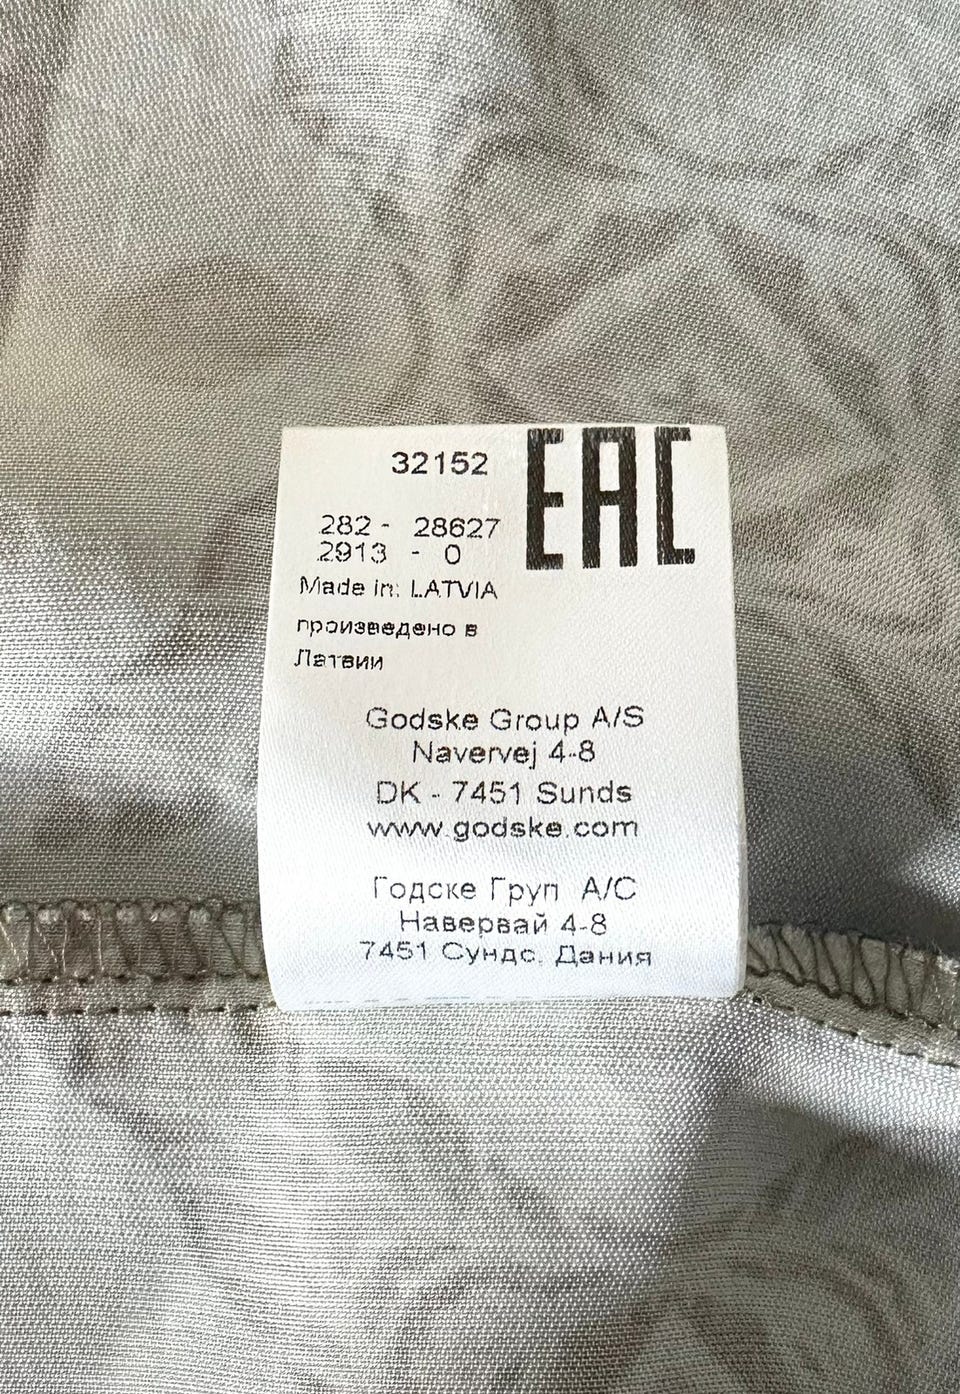 32152
EAC
282 - 28627
2913 - 0
Made in: LATVIA
произведено в
Латвии
Godske Group A/S
Navervej 4-8
DK - 7451 Sunds
www.godske.com
Годске Груп A/C
Навервай 4-8
7451 Сундс, Дания